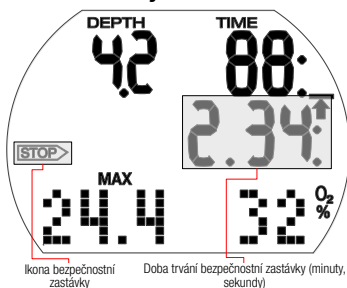 DEPTH TIME
4.2 88:
STOP 2.34:
MAX
24.4 32 O₂ %
Ikona bezpečnostní
zastávky
Doba trvání bezpečnostní zastávky (minuty,
sekundy)